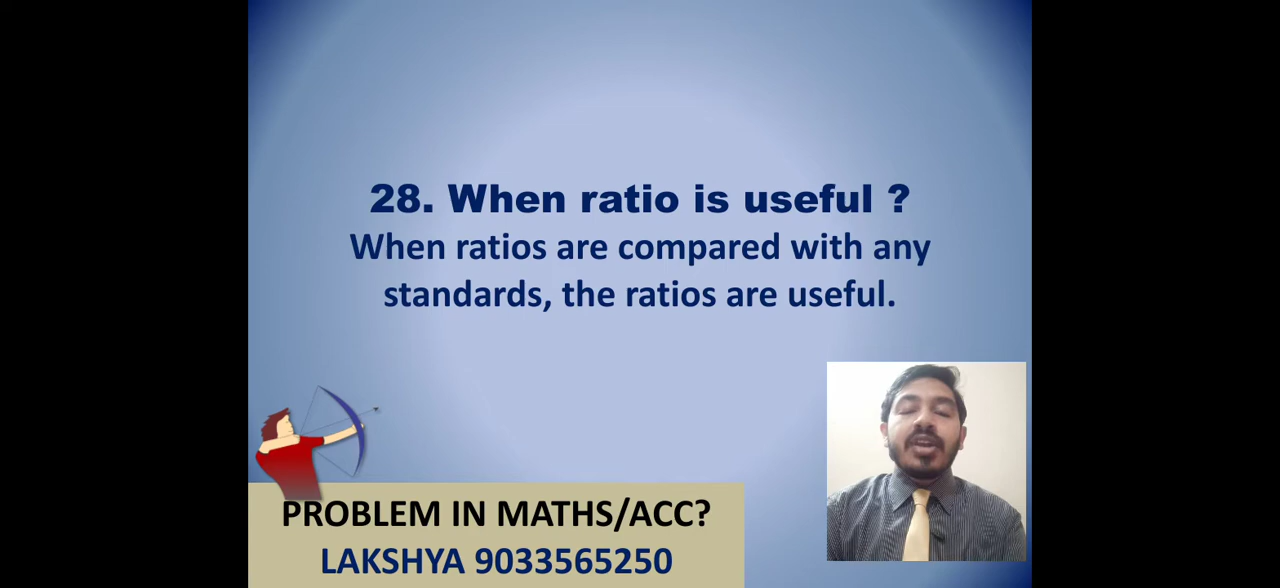 28. When ratio is useful ?
When ratios are compared with any
standards, the ratios are useful.
PROBLEM IN MATHS/ACC?
LAKSHYA 9033565250